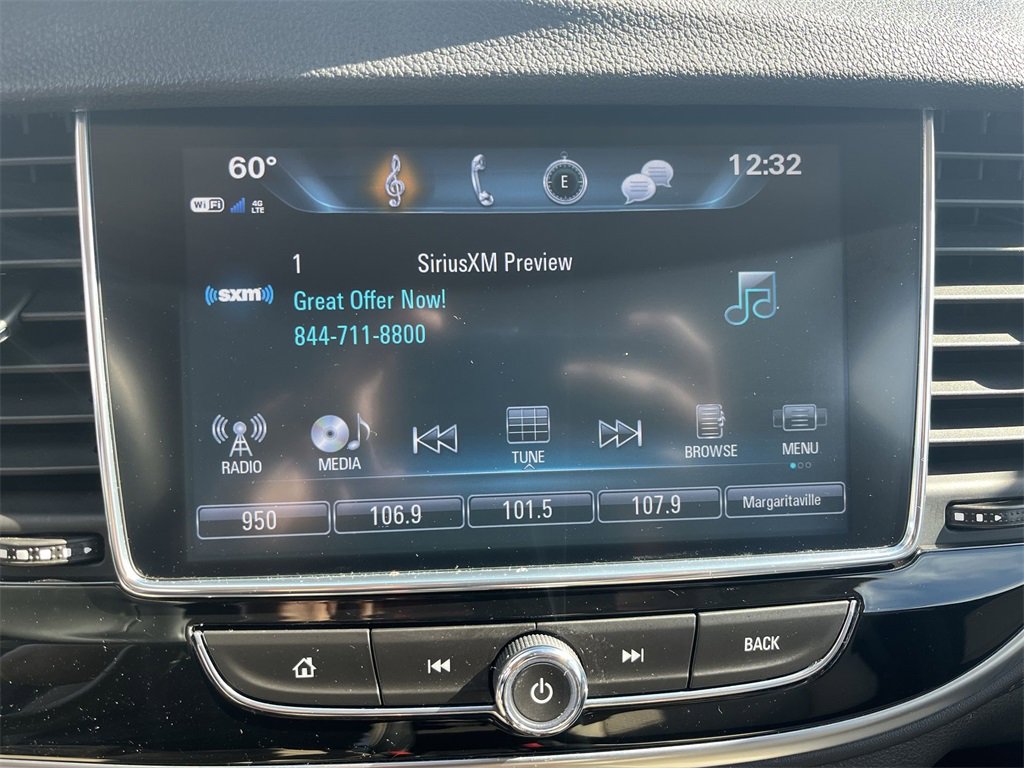 60° 12:32
WiFi 4G LTE
E
1 SiriusXM Preview
((sxm))
Great Offer Now!
844-711-8800
RADIO MEDIA TUNE BROWSE MENU
950 106.9 101.5 107.9 Margaritaville
BACK